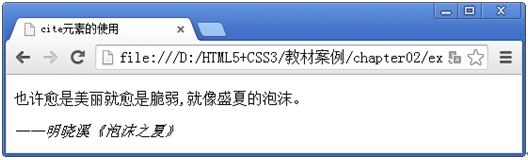 cite元素的使用
file:///D:/HTML5+CSS3/教材案例/chapter02/ex
也许愈是美丽就愈是脆弱,就像盛夏的泡沫。
——明晓溪《泡沫之夏》